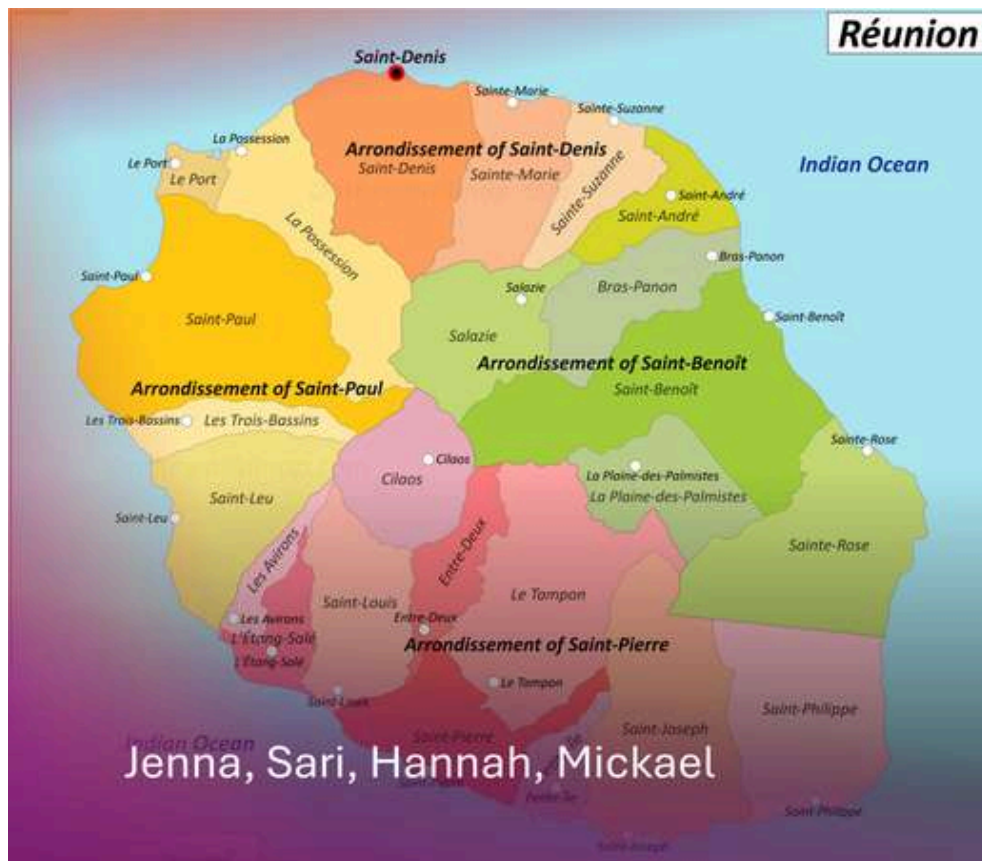 Réunion
Saint-Denis
Sainte-Marie
Sainte-Suzanne
La Possession
Le Port
Le Port
Arrondissement of Saint-Denis
Saint-Denis
Sainte-Marie
Sainte-Suzanne
Indian Ocean
Saint-André
Saint-André
La Possession
Bras-Panon
Bras-Panon
Saint-Paul
Salazie
Saint-Benoît
Saint-Paul
Salazie
Arrondissement of Saint-Benoît
Arrondissement of Saint-Paul
Saint-Benoît
Les Trois-Bassins
Les Trois-Bassins
Sainte-Rose
Cilaos
Cilaos
La Plaine-des-Palmistes
La Plaine-des-Palmistes
Saint-Leu
Saint-Leu
Sainte-Rose
Les Avirons
Entre-Deux
Le Tampon
Saint-Louis
Les Avirons
Entre-Deux
L'Étang-Salé
Arrondissement of Saint-Pierre
L'Étang-Salé
Le Tampon
Saint-Louis
Saint-Philippe
Saint-Joseph
Saint-Pierre
Indian Ocean
Jenna, Sari, Hannah, Mickael
Saint-Philippe
Saint-Joseph